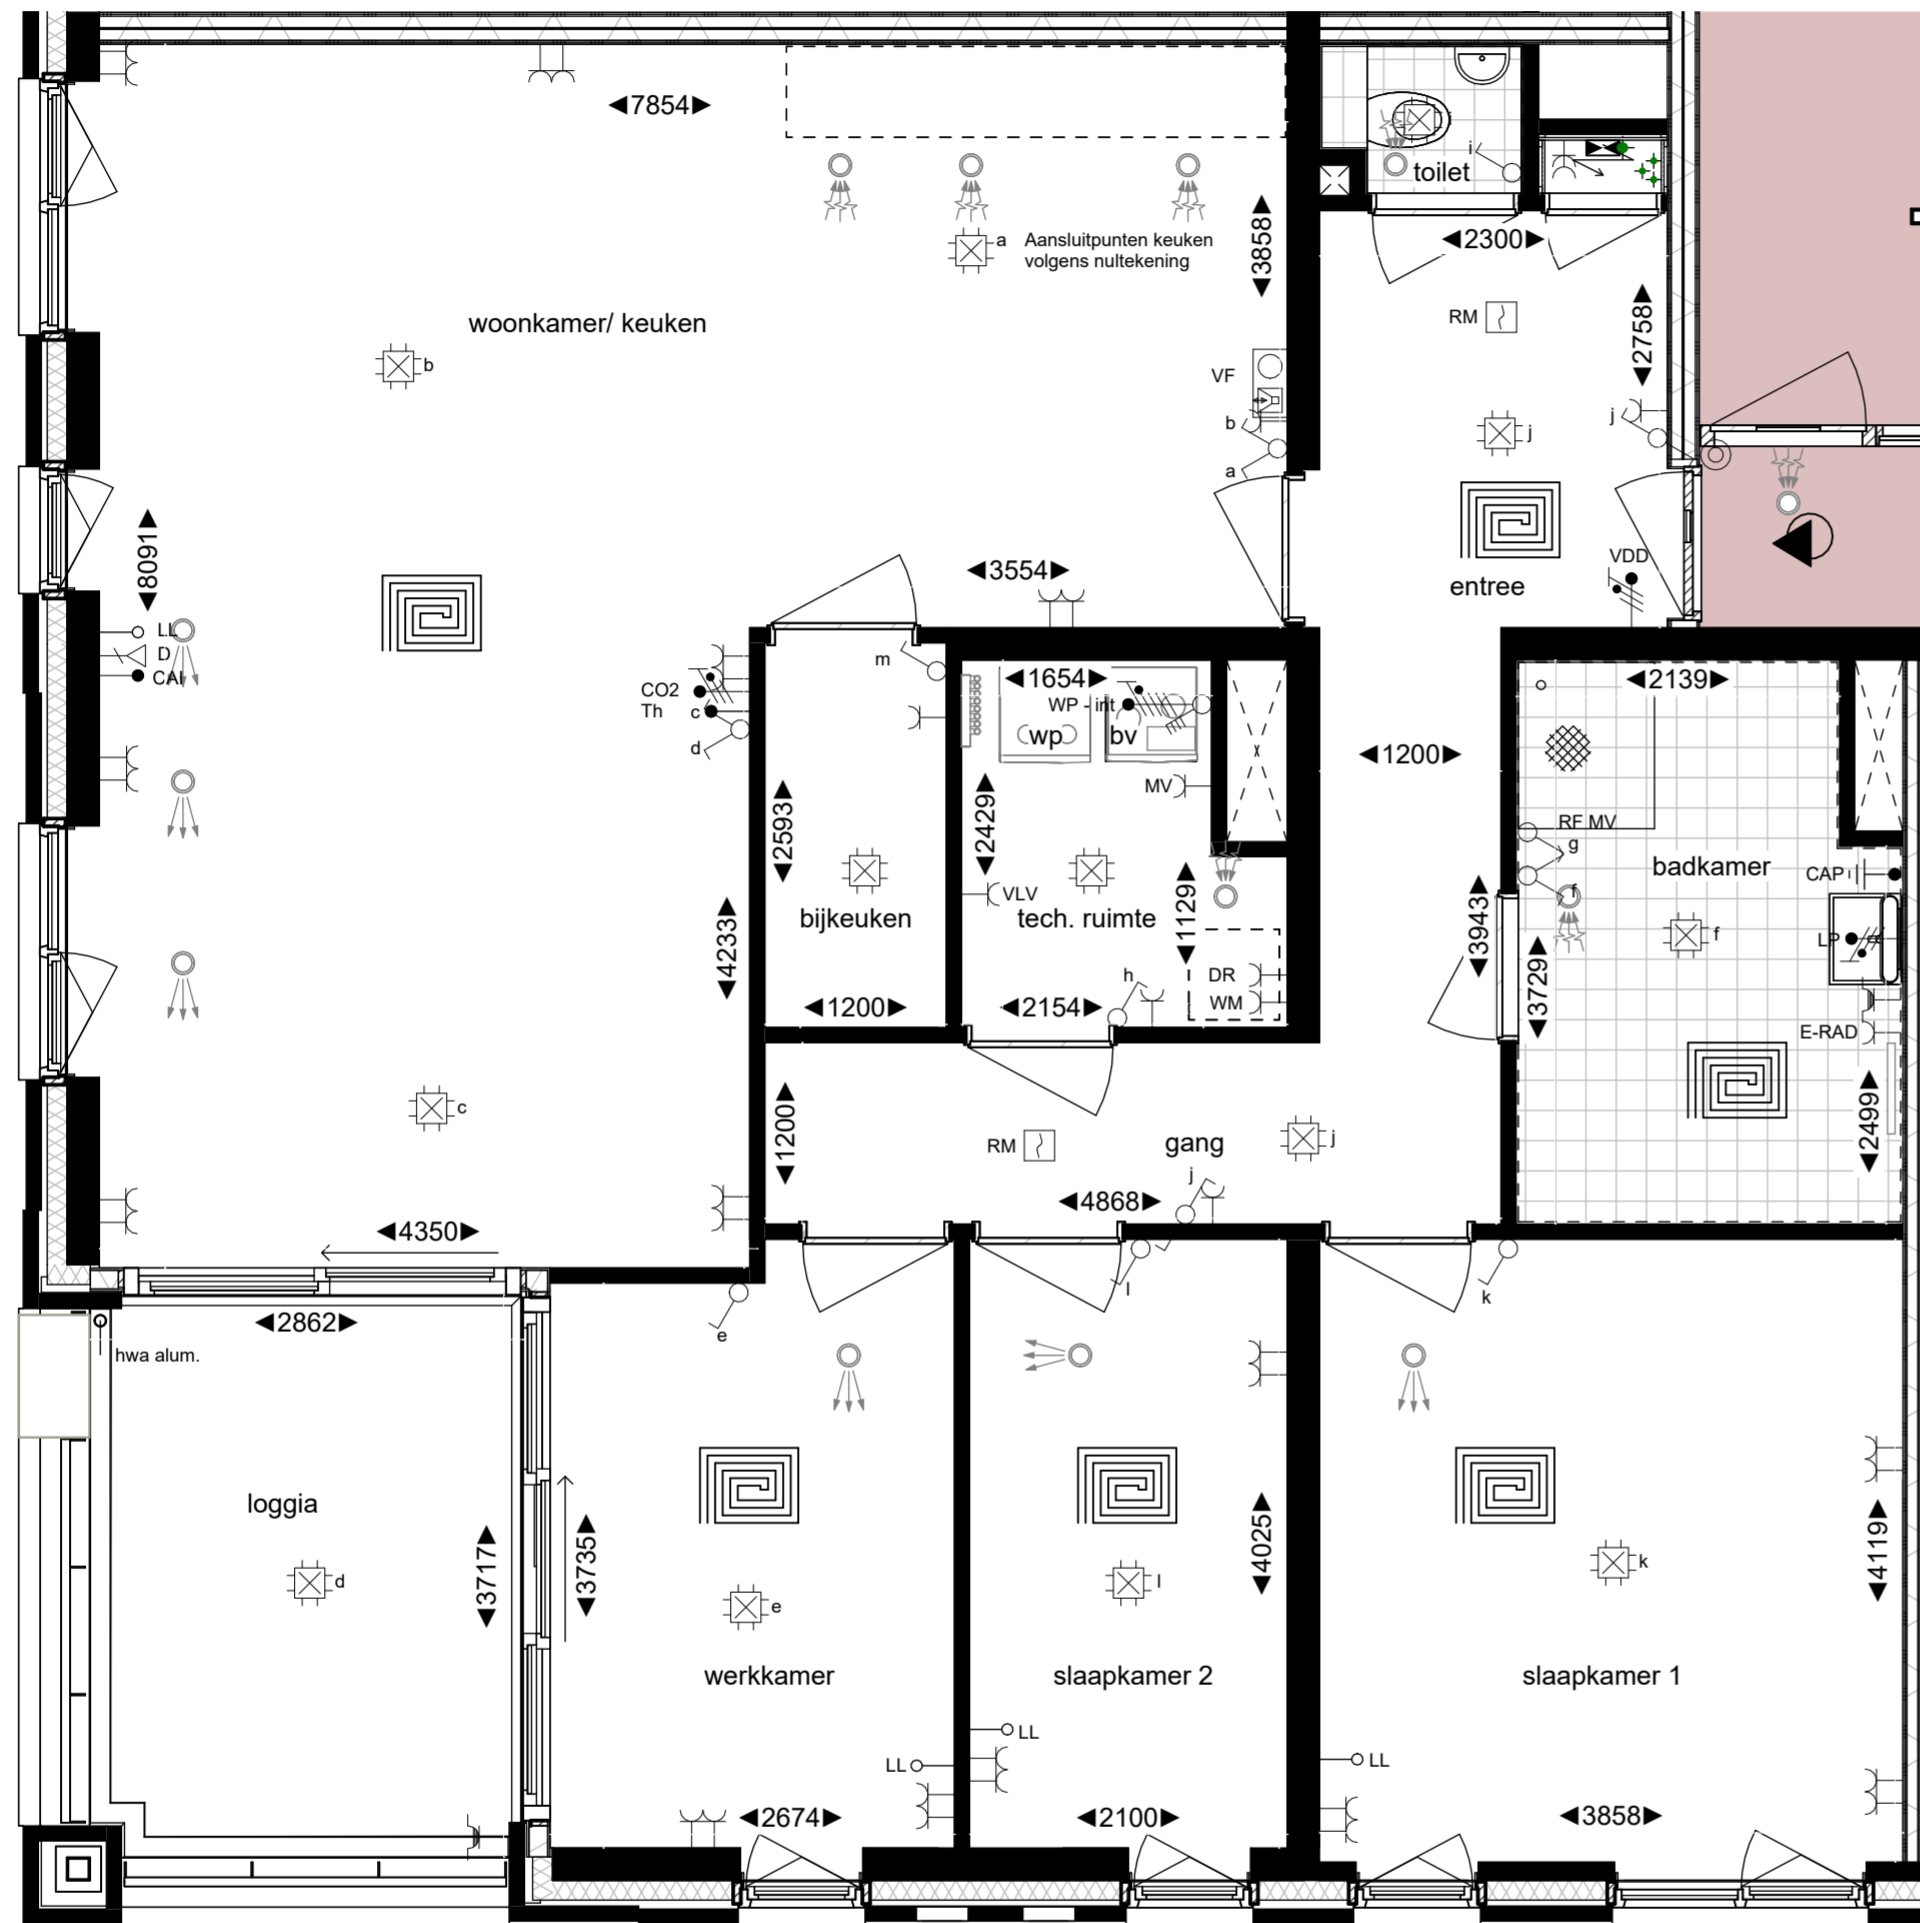 7854
toilet
i
2300
3858
a
Aansluitpunten keuken
volgens nultekening
woonkamer/ keuken
b
RM
2758
VF
b
a
j
j
8091
3554
entree
VDD
LL
D
CAI
m
CO2
Th
c
d
1654
WP - int
wp
bv
MV
2139
1200
2593
2429
RF MV
g
f
badkamer
CAP
VLV
1129
bijkeuken
tech. ruimte
4233
3943
3729
f
LP
1200
2154
h
DR
WM
E-RAD
c
1200
RM
gang
j
j
2499
4868
4350
2862
hwa alum.
e
l
k
loggia
d
3717
3735
e
4025
l
k
4119
werkkamer
slaapkamer 2
slaapkamer 1
LL
LL
LL
2674
2100
3858